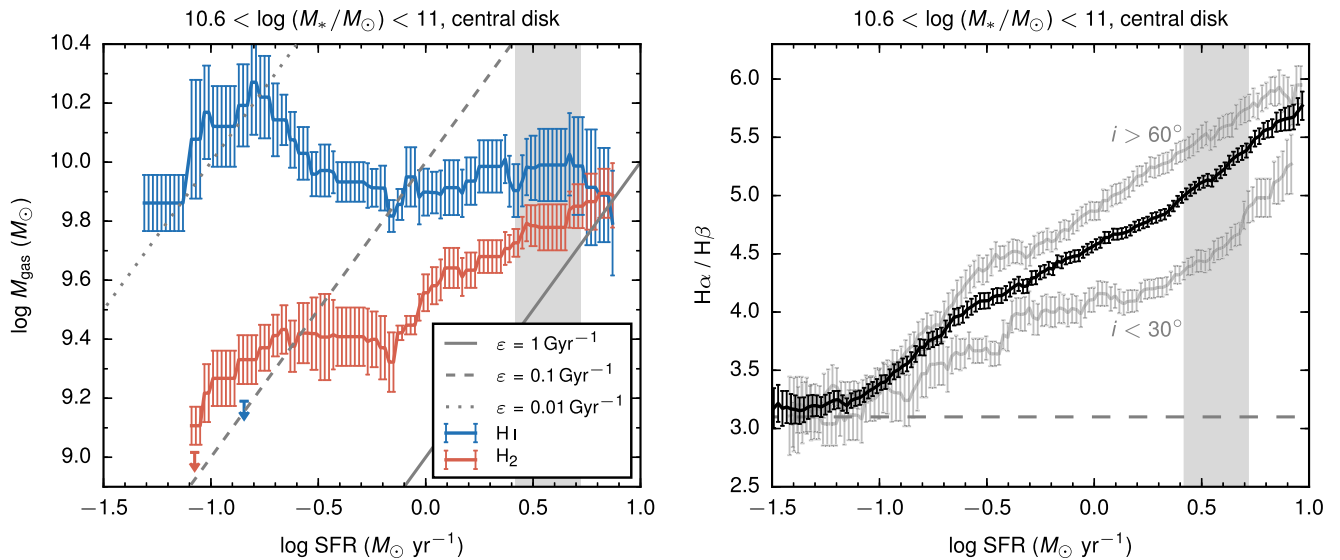 10.6 < log (M*/M⊙) < 11, central disk
10.4
10.2
10.0
9.8
9.6
9.4
9.2
9.0
log Mgas (M⊙)
ε = 1 Gyr⁻¹
ε = 0.1 Gyr⁻¹
ε = 0.01 Gyr⁻¹
H I
H₂
−1.5 −1.0 −0.5 0.0 0.5 1.0
log SFR (M⊙ yr⁻¹)
10.6 < log (M*/M⊙) < 11, central disk
6.0
5.5
5.0
4.5
4.0
3.5
3.0
2.5
Hα / Hβ
i > 60°
i < 30°
−1.5 −1.0 −0.5 0.0 0.5 1.0
log SFR (M⊙ yr⁻¹)